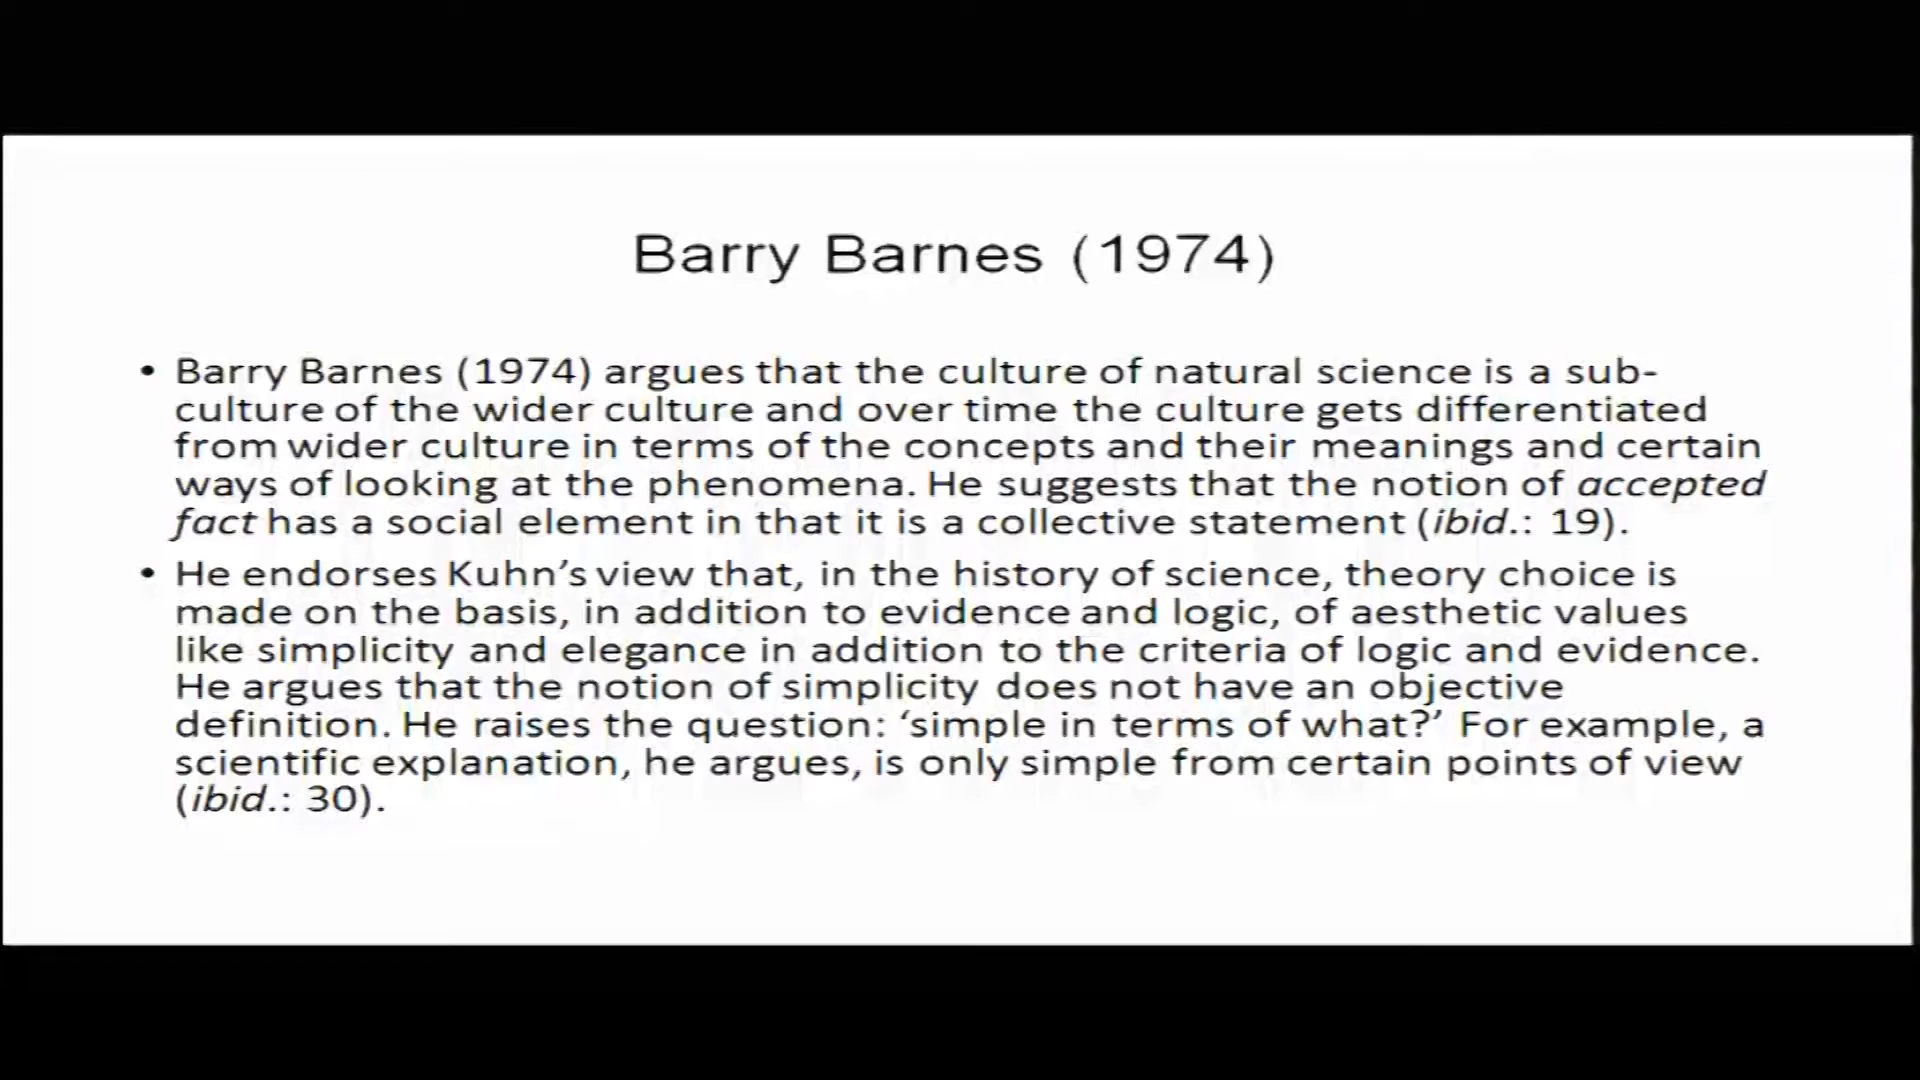 Barry Barnes (1974)
• Barry Barnes (1974) argues that the culture of natural science is a sub-
culture of the wider culture and over time the culture gets differentiated
from wider culture in terms of the concepts and their meanings and certain
ways of looking at the phenomena. He suggests that the notion of accepted
fact has a social element in that it is a collective statement (ibid.: 19).
• He endorses Kuhn’s view that, in the history of science, theory choice is
made on the basis, in addition to evidence and logic, of aesthetic values
like simplicity and elegance in addition to the criteria of logic and evidence.
He argues that the notion of simplicity does not have an objective
definition. He raises the question: ‘simple in terms of what?’ For example, a
scientific explanation, he argues, is only simple from certain points of view
(ibid.: 30).